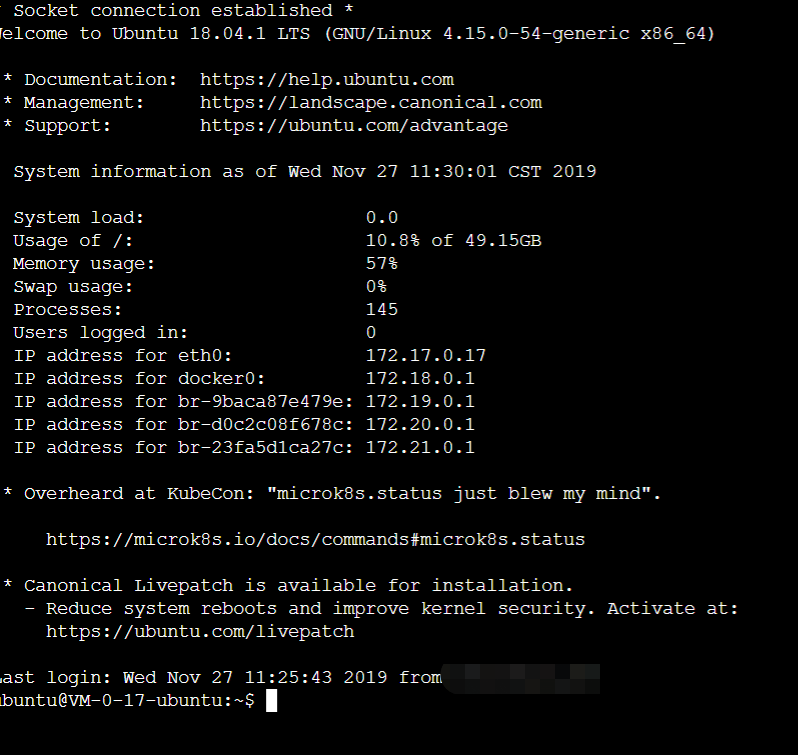 * Socket connection established *
Welcome to Ubuntu 18.04.1 LTS (GNU/Linux 4.15.0-54-generic x86_64)
* Documentation:  https://help.ubuntu.com
* Management:     https://landscape.canonical.com
* Support:        https://ubuntu.com/advantage
System information as of Wed Nov 27 11:30:01 CST 2019
System load:                   0.0
Usage of /:                    10.8% of 49.15GB
Memory usage:                  57%
Swap usage:                    0%
Processes:                     145
Users logged in:               0
IP address for eth0:           172.17.0.17
IP address for docker0:        172.18.0.1
IP address for br-9baca87e479e: 172.19.0.1
IP address for br-d0c2c08f678c: 172.20.0.1
IP address for br-23fa5d1ca27c: 172.21.0.1
* Overheard at KubeCon: "microk8s.status just blew my mind".
https://microk8s.io/docs/commands#microk8s.status
* Canonical Livepatch is available for installation.
- Reduce system reboots and improve kernel security. Activate at:
https://ubuntu.com/livepatch
Last login: Wed Nov 27 11:25:43 2019 from
ubuntu@VM-0-17-ubuntu:~$